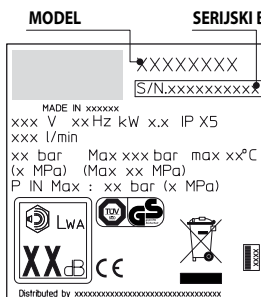 MODEL SERIJSKI
XXXXXXXX
S/N.xxxxxxxxx
MADE IN xxxxxx
xxx V xx Hz kW x.x IP X5
xxx l/min
xx bar Max xxx bar max xx°C
(x MPa) (Max xx MPa)
P IN Max : xx bar (x MPa)
LWA
TÜV GS
XX dB CE
XXXX
Distributed by xxxxxxxxxxxxxxxxxxxxxxxxxxxxxxxx